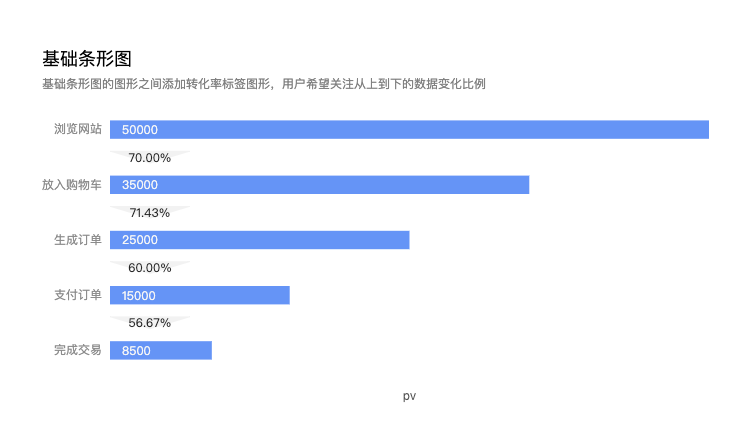 基础条形图
基础条形图的图形之间添加转化率标签图形，用户希望关注从上到下的数据变化比例
浏览网站 50000
70.00%
放入购物车 35000
71.43%
生成订单 25000
60.00%
支付订单 15000
56.67%
完成交易 8500
pv